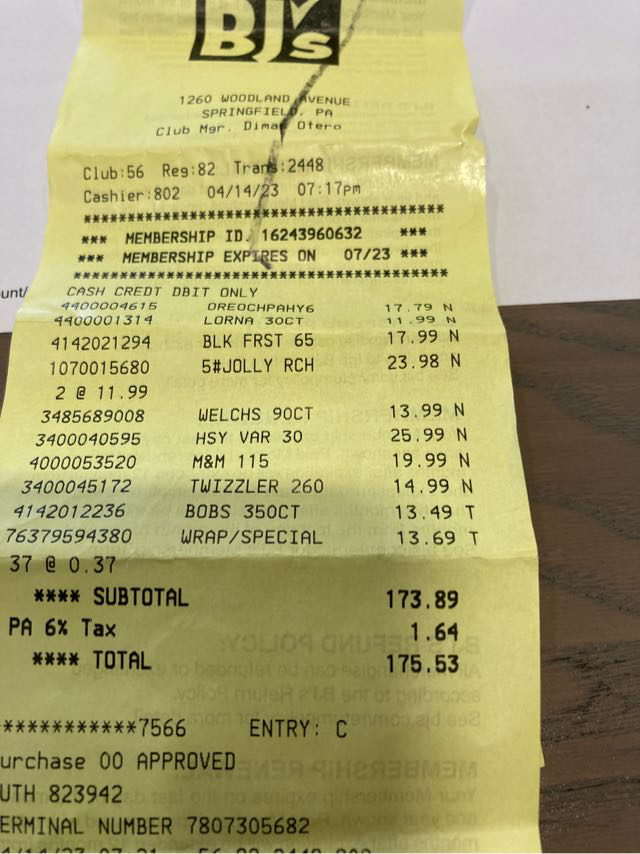 BJ's
1260 WOODLAND AVENUE
SPRINGFIELD, PA
Club Mgr. Dimas Otero
Club:56 Reg:82 Trans:2448
Cashier:802 04/14/23 07:17pm
*******************************************
*** MEMBERSHIP ID. 16243960632 ***
*** MEMBERSHIP EXPIRES ON 07/23 ***
*******************************************
CASH CREDT DBIT ONLY
4400004615 OREOCHPAHY6 17.79 N
4400001314 LORNA 30CT 11.99 N
4142021294 BLK FRST 65 17.99 N
1070015680 5#JOLLY RCH 23.98 N
2 @ 11.99
3485689008 WELCHS 90CT 13.99 N
3400040595 HSY VAR 30 25.99 N
4000053520 M&M 115 19.99 N
3400045172 TWIZZLER 260 14.99 N
4142012236 BOBS 350CT 13.49 T
76379594380 WRAP/SPECIAL 13.69 T
37 @ 0.37
**** SUBTOTAL 173.89
PA 6% Tax 1.64
**** TOTAL 175.53
***********7566 ENTRY: C
urchase 00 APPROVED
UTH 823942
ERMINAL NUMBER 7807305682
unt/